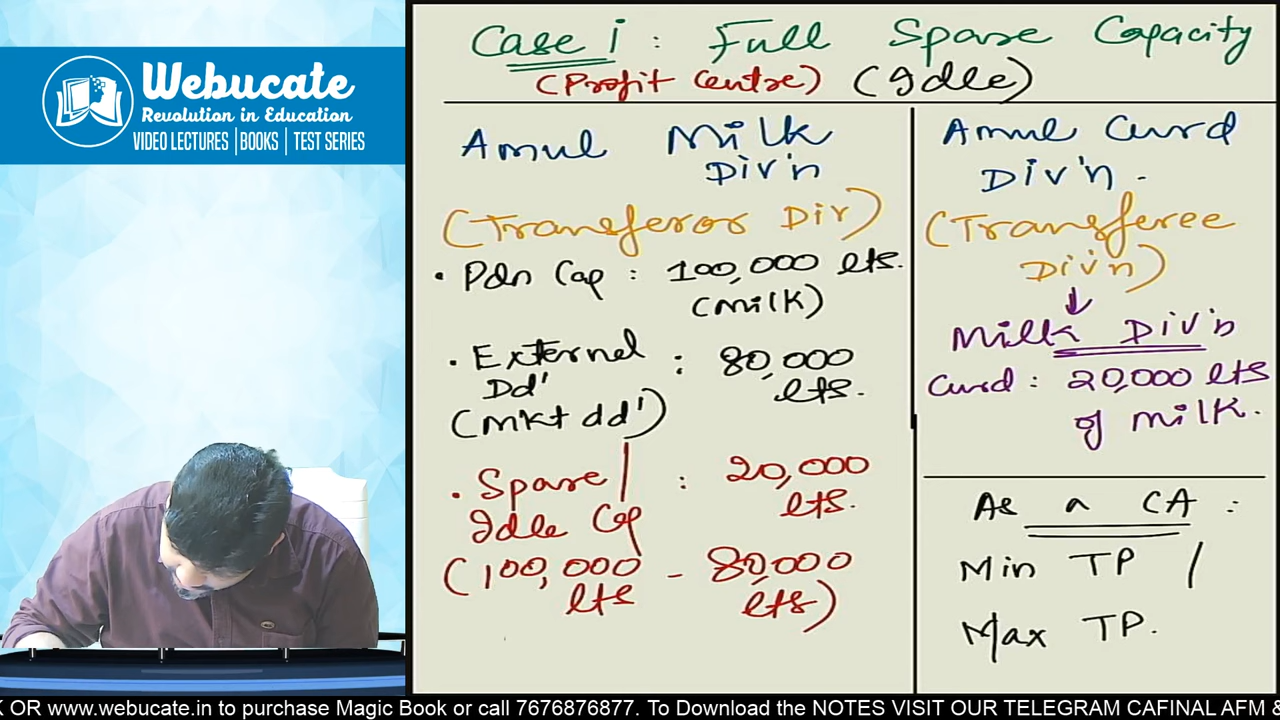 Webucate
Revolution in Education
VIDEO LECTURES | BOOKS | TEST SERIES
Case i : Full Spare Capacity
(Profit Centre) (Idle)
Amul Milk
Div'n
(Transferor Div)
• Pdn Cap : 100,000 lts.
(Milk)
• External : 80,000
Dd' lts.
(Mkt dd')
• Spare/ : 20,000
Idle Cap lts.
(100,000 - 80,000
lts lts)
Amul Curd
Div'n.
(Transferee
Div'n)
↓
Milk Div'n
Curd : 20,000 lts
of milk.
As a CA :
Min TP /
Max TP.
K OR www.webucate.in to purchase Magic Book or call 7676876877. To Download the NOTES VISIT OUR TELEGRAM CAFINAL AFM &